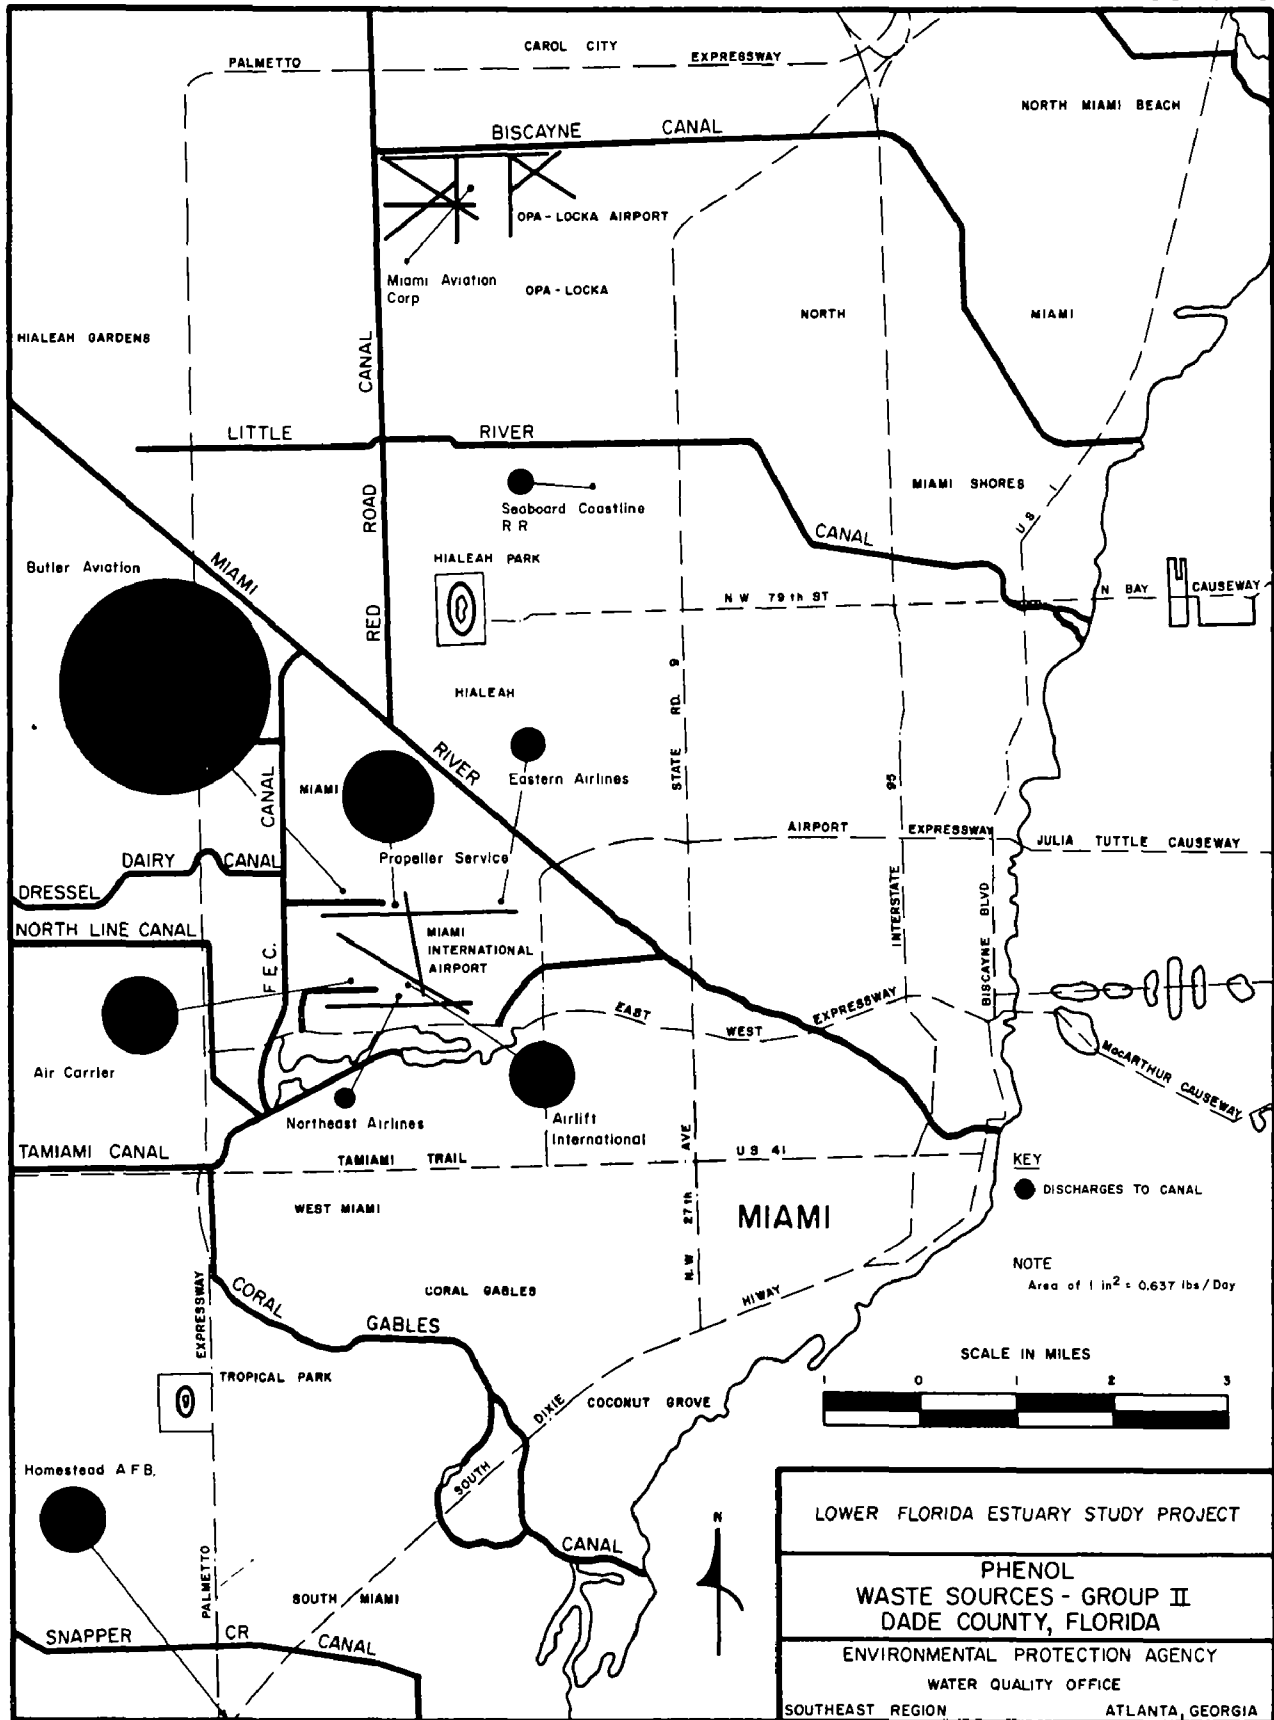 CAROL CITY
PALMETTO
EXPRESSWAY
NORTH MIAMI BEACH
BISCAYNE CANAL
OPA-LOCKA AIRPORT
Miami Aviation
Corp
OPA-LOCKA
NORTH MIAMI
HIALEAH GARDENS
CANAL
LITTLE RIVER
MIAMI SHORES
Seaboard Coastline
R R
ROAD
U S 1
CANAL
HIALEAH PARK
Butler Aviation
MIAMI
N W 79th ST
N BAY CAUSEWAY
RED
HIALEAH
STATE RD. 9
RIVER
Eastern Airlines
MIAMI
CANAL
95
AIRPORT EXPRESSWAY
JULIA TUTTLE CAUSEWAY
Propeller Service
DAIRY CANAL
DRESSEL
INTERSTATE
BISCAYNE BLVD
NORTH LINE CANAL
MIAMI
INTERNATIONAL
AIRPORT
F.E.C.
EAST WEST EXPRESSWAY
MacARTHUR CAUSEWAY
Air Carrier
Northeast Airlines
Airlift
International
TAMIAMI CANAL
TAMIAMI TRAIL
U S 41
KEY
DISCHARGES TO CANAL
WEST MIAMI
N.W 27th AVE
MIAMI
NOTE
Area of 1 in² = 0.637 lbs/Day
CORAL
CORAL GABLES
HIWAY
EXPRESSWAY
GABLES
SCALE IN MILES
1 0 1 2 3
TROPICAL PARK
DIXIE
COCONUT GROVE
Homestead A F B.
SOUTH
N
CANAL
PALMETTO
SOUTH MIAMI
SNAPPER CR CANAL
LOWER FLORIDA ESTUARY STUDY PROJECT
PHENOL
WASTE SOURCES - GROUP II
DADE COUNTY, FLORIDA
ENVIRONMENTAL PROTECTION AGENCY
WATER QUALITY OFFICE
SOUTHEAST REGION ATLANTA, GEORGIA